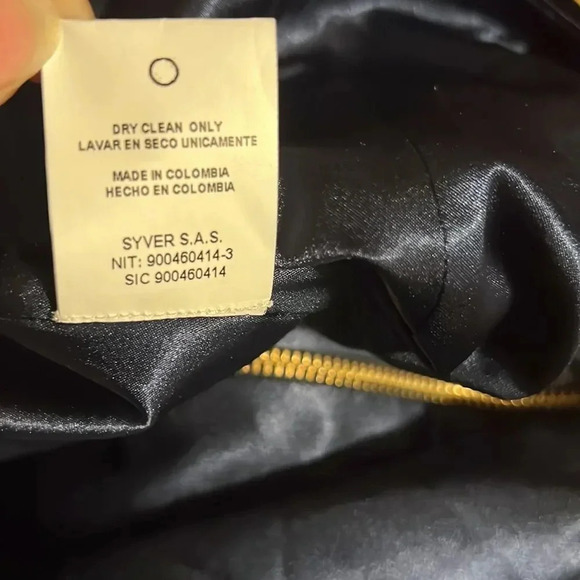 DRY CLEAN ONLY
LAVAR EN SECO UNICAMENTE
MADE IN COLOMBIA
HECHO EN COLOMBIA
SYVER S.A.S.
NIT: 900460414-3
SIC 900460414